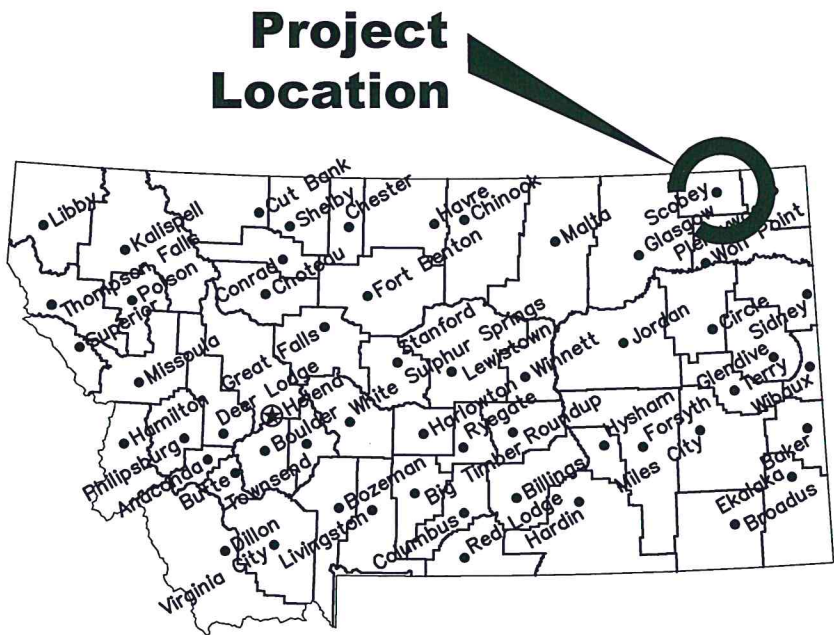 Project
Location
Libby
Kalispell
Cut Bank
Shelby
Chester
Havre
Chinook
Malta
Scobey
Glasgow
Plentywood
Wolf Point
Thompson Falls
Polson
Superior
Conrad
Choteau
Fort Benton
Great Falls
Stanford
Lewistown
Winnett
Jordan
Circle
Sidney
Glendive
Terry
Wibaux
Missoula
Deer Lodge
Helena
White Sulphur Springs
Harlowton
Ryegate
Roundup
Hysham
Forsyth
Miles City
Baker
Hamilton
Philipsburg
Anaconda
Butte
Boulder
Townsend
Bozeman
Big Timber
Billings
Hardin
Ekalaka
Broadus
Dillon
Virginia City
Livingston
Columbus
Red Lodge